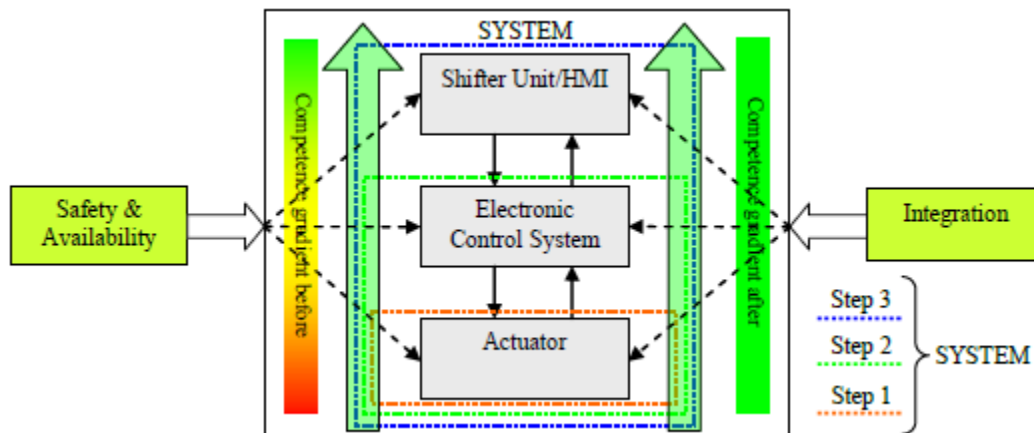 SYSTEM
Shifter Unit/HMI
Competence gradient before
Competence gradient after
Safety &
Availability
Electronic
Control System
Integration
Actuator
Step 3
Step 2
Step 1
SYSTEM